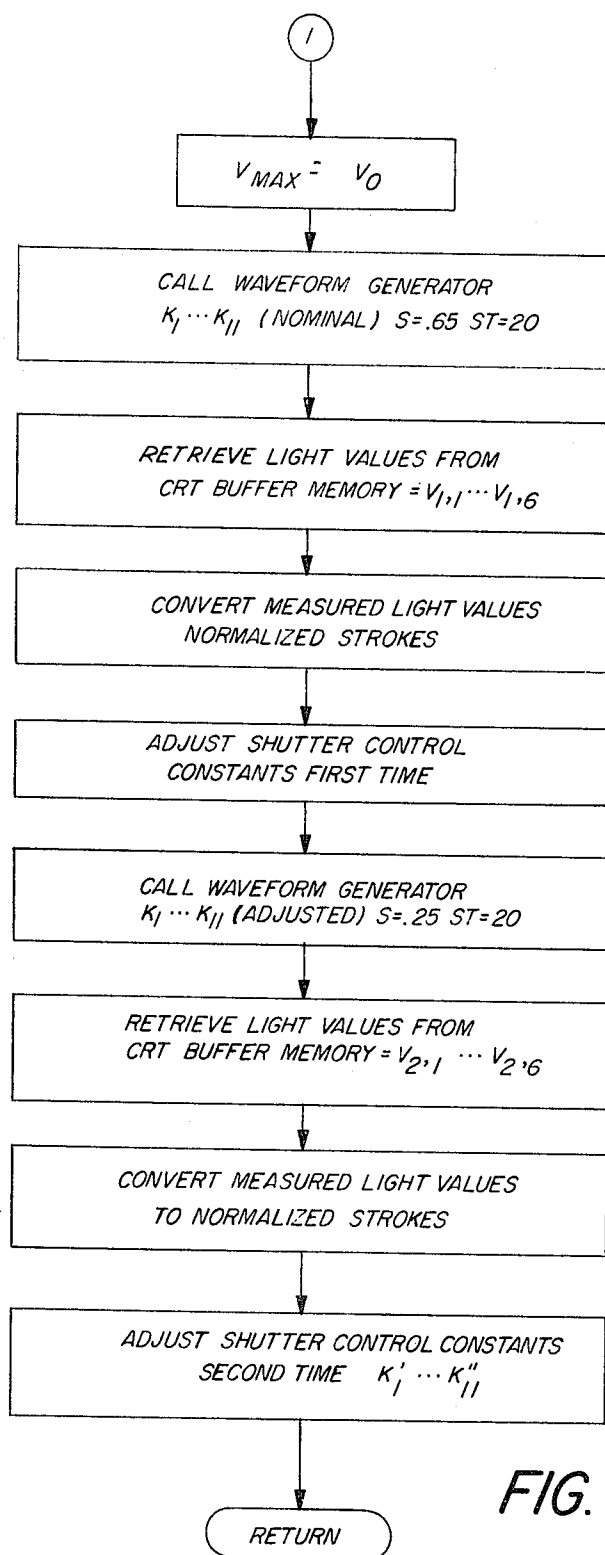 1
V_MAX = V_O
CALL WAVEFORM GENERATOR
K_1 ··· K_11 (NOMINAL) S=.65 ST=20
RETRIEVE LIGHT VALUES FROM
CRT BUFFER MEMORY = V_1,1 ··· V_1,6
CONVERT MEASURED LIGHT VALUES
NORMALIZED STROKES
ADJUST SHUTTER CONTROL
CONSTANTS FIRST TIME
CALL WAVEFORM GENERATOR
K_1 ··· K_11 (ADJUSTED) S=.25 ST=20
RETRIEVE LIGHT VALUES FROM
CRT BUFFER MEMORY = V_2,1 ··· V_2,6
CONVERT MEASURED LIGHT VALUES
TO NORMALIZED STROKES
ADJUST SHUTTER CONTROL CONSTANTS
SECOND TIME K_1' ··· K_11''
RETURN
FIG.